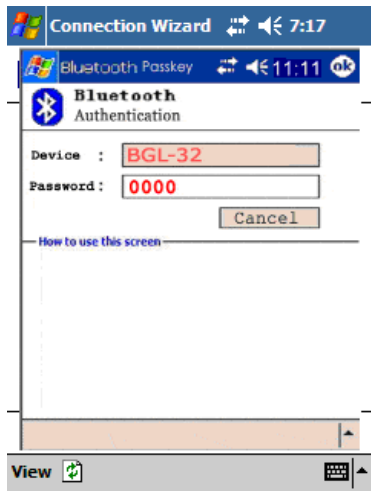 Connection Wizard 7:17
Bluetooth Passkey 11:11 ok
Bluetooth
Authentication
Device : BGL-32
Password: 0000
Cancel
How to use this screen
View